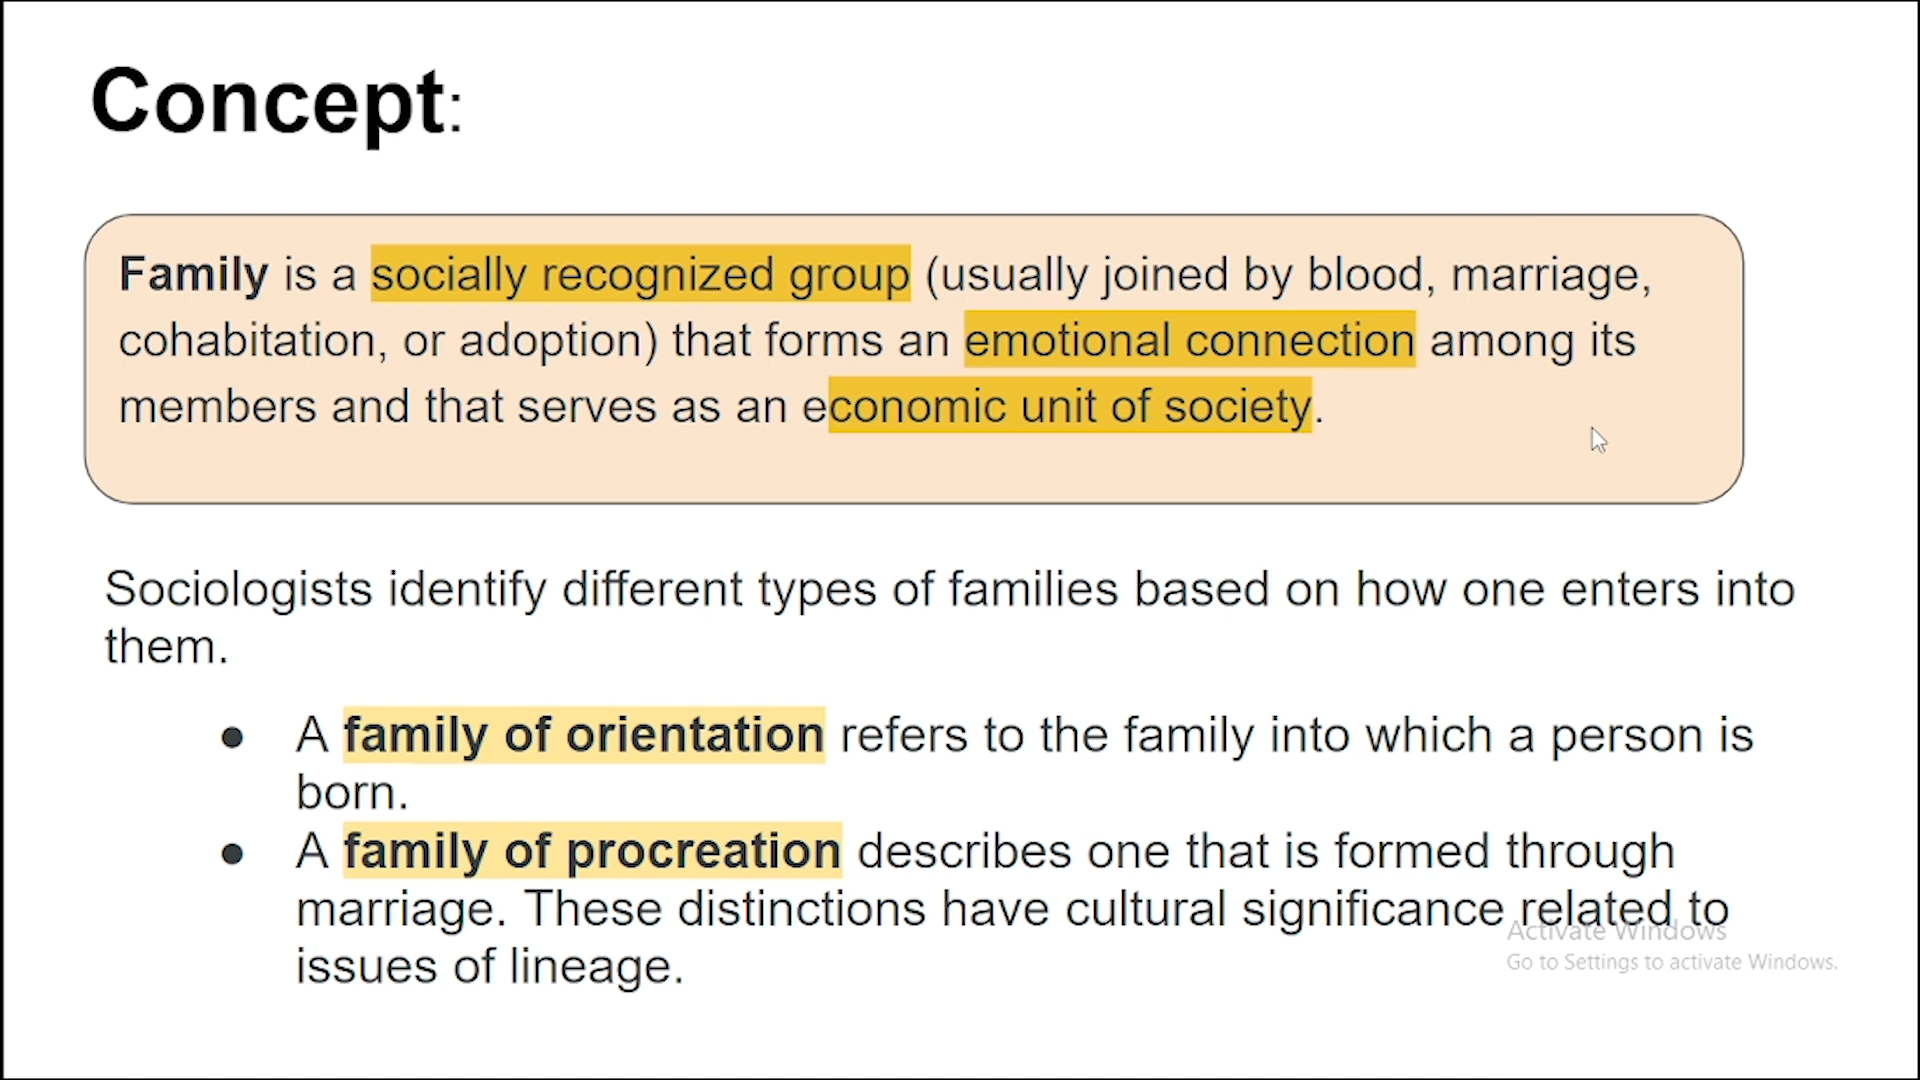 Concept:
Family is a socially recognized group (usually joined by blood, marriage,
cohabitation, or adoption) that forms an emotional connection among its
members and that serves as an economic unit of society.
Sociologists identify different types of families based on how one enters into
them.
● A family of orientation refers to the family into which a person is
born.
● A family of procreation describes one that is formed through
marriage. These distinctions have cultural significance related to
issues of lineage.
Activate Windows
Go to Settings to activate Windows.